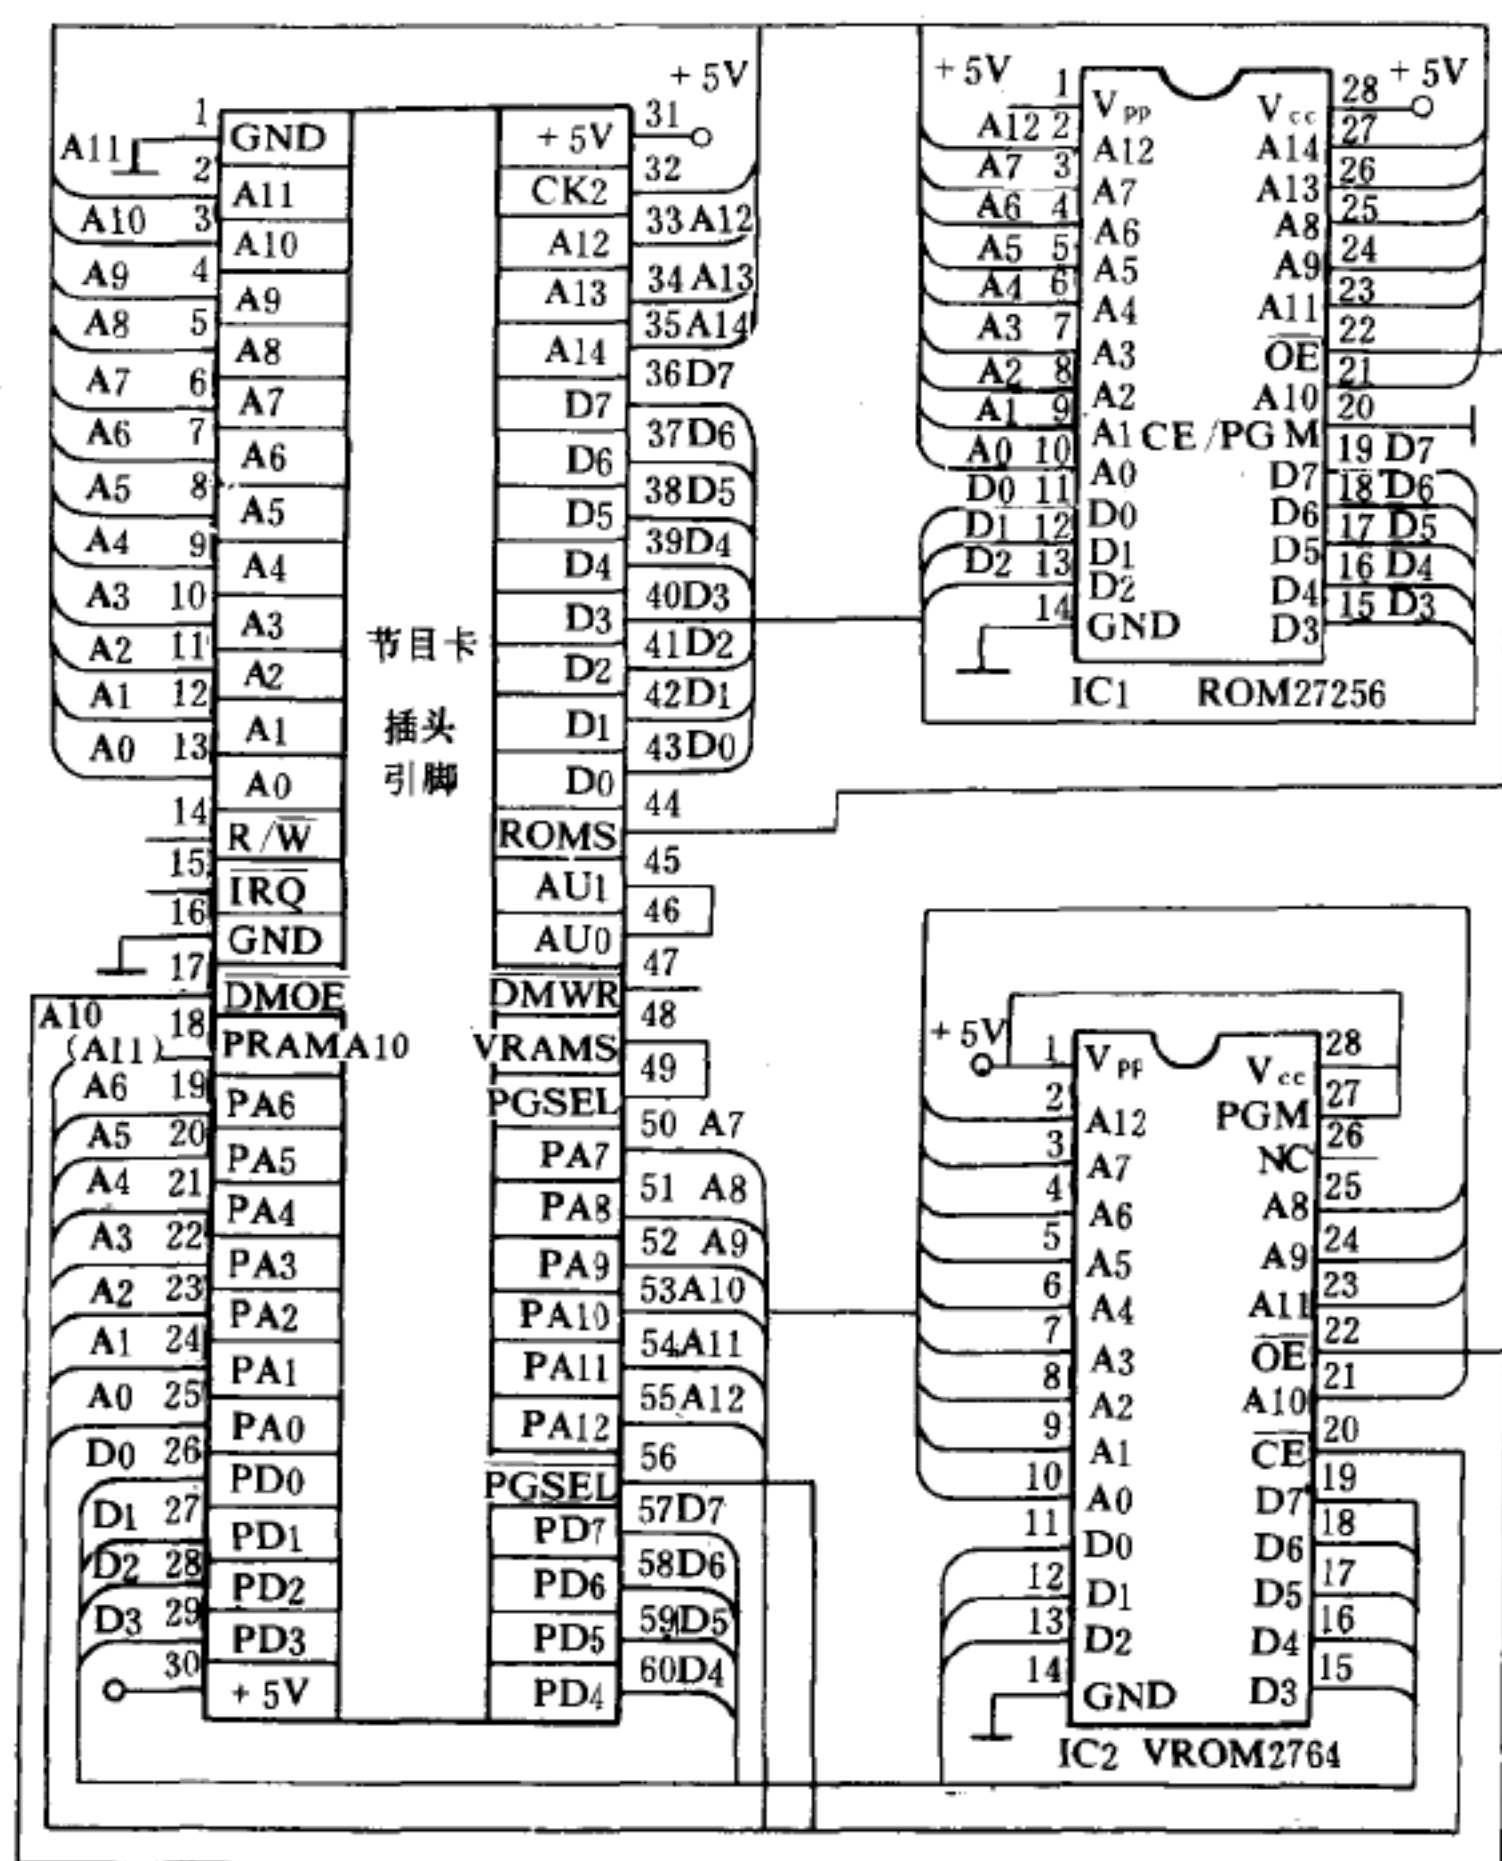 +5V
1 GND +5V 31
A11 2 A11 CK2 32
A10 3 A10 A12 33 A12
A9 4 A9 A13 34 A13
A8 5 A8 A14 35 A14
A7 6 A7 D7 36 D7
A6 7 A6 D6 37 D6
A5 8 A5 D5 38 D5
A4 9 A4 D4 39 D4
A3 10 A3 D3 40 D3
A2 11 A2 D2 41 D2
A1 12 A1 D1 42 D1
A0 13 A0 D0 43 D0
14 R/W̅ ROMS 44
15 I̅R̅Q̅ AU1 45
16 GND AU0 46
17 D̅M̅O̅E̅ D̅M̅W̅R̅ 47
A10
(A11) 18 PRAMA10 VRAMS 48
A6 19 PA6 PGSEL 49
A5 20 PA5 PA7 50 A7
A4 21 PA4 PA8 51 A8
A3 22 PA3 PA9 52 A9
A2 23 PA2 PA10 53 A10
A1 24 PA1 PA11 54 A11
A0 25 PA0 PA12 55 A12
D0 26 PD0 P̅G̅S̅E̅L̅ 56
D1 27 PD1 PD7 57 D7
D2 28 PD2 PD6 58 D6
D3 29 PD3 PD5 59 D5
30 +5V PD4 60 D4
节目卡
插头
引脚
+5V 1 Vpp Vcc 28 +5V
A12 2 A12 A14 27
A7 3 A7 A13 26
A6 4 A6 A8 25
A5 5 A5 A9 24
A4 6 A4 A11 23
A3 7 A3 O̅E̅ 22
A2 8 A2 A10 21
A1 9 A1 CE/PGM 20
A0 10 A0 D7 19 D7
D0 11 D0 D6 18 D6
D1 12 D1 D5 17 D5
D2 13 D2 D4 16 D4
14 GND D3 15 D3
IC1 ROM27256
+5V 1 Vpp Vcc 28
2 A12 PGM 27
3 A7 NC 26
4 A6 A8 25
5 A5 A9 24
6 A4 A11 23
7 A3 O̅E̅ 22
8 A2 A10 21
9 A1 C̅E̅ 20
10 A0 D7 19
11 D0 D6 18
12 D1 D5 17
13 D2 D4 16
14 GND D3 15
IC2 VROM2764